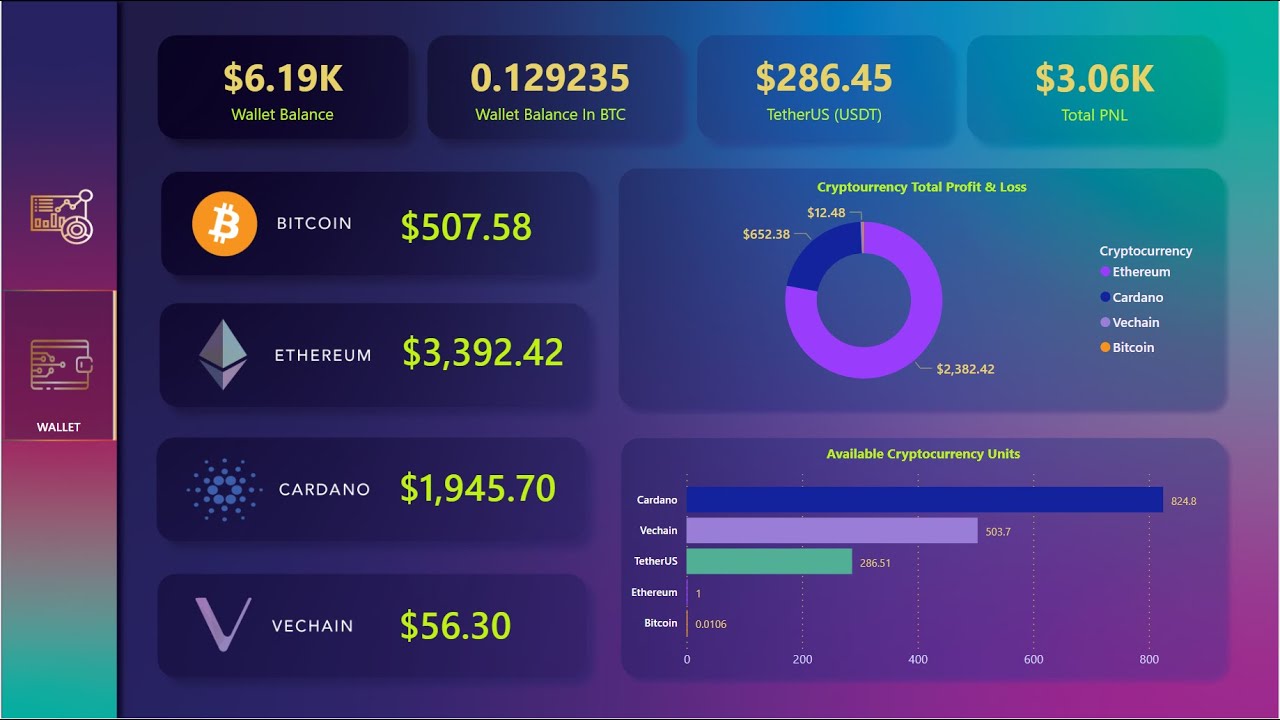 $6.19K
Wallet Balance
0.129235
Wallet Balance In BTC
$286.45
TetherUS (USDT)
$3.06K
Total PNL
BITCOIN
$507.58
ETHEREUM
$3,392.42
CARDANO
$1,945.70
VECHAIN
$56.30
WALLET
Cryptourrency Total Profit & Loss
$12.48
$652.38
$2,382.42
Cryptocurrency
Ethereum
Cardano
Vechain
Bitcoin
Available Cryptocurrency Units
Cardano 824.8
Vechain 503.7
TetherUS 286.51
Ethereum 1
Bitcoin 0.0106
0 200 400 600 800